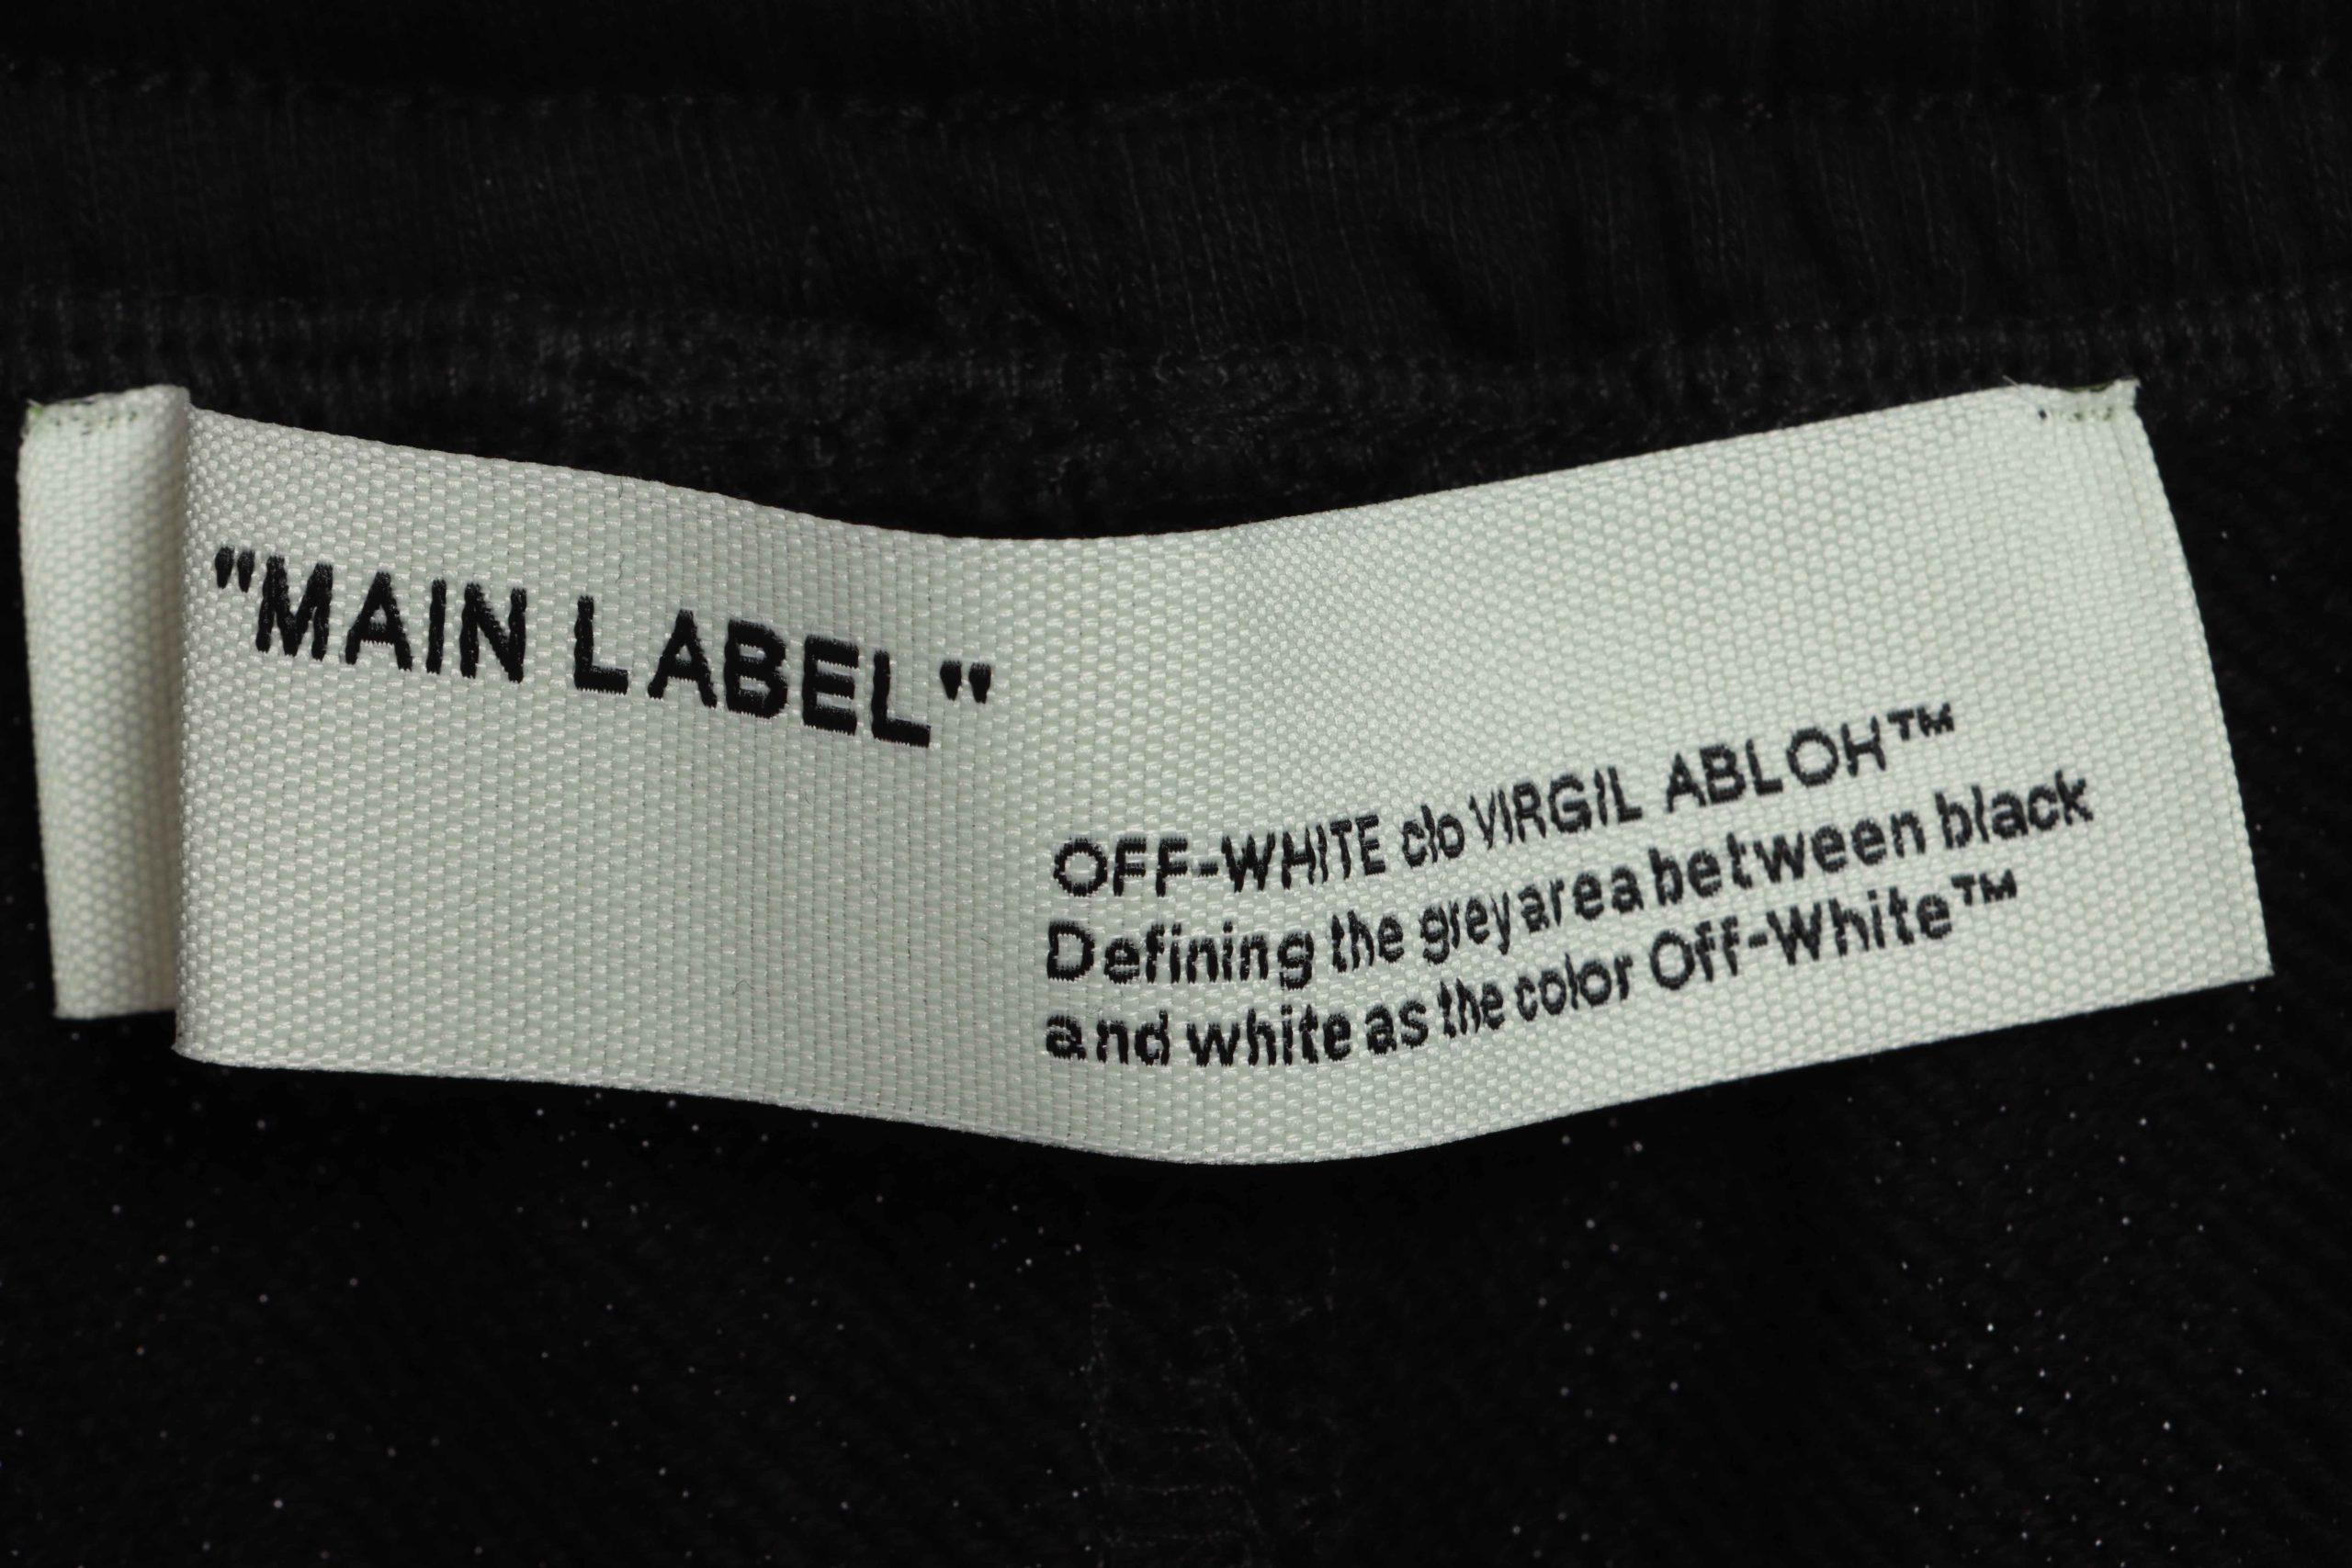 "MAIN LABEL"
OFF-WHITE c/o VIRGIL ABLOH™
Defining the grey area between black
and white as the color Off-White™